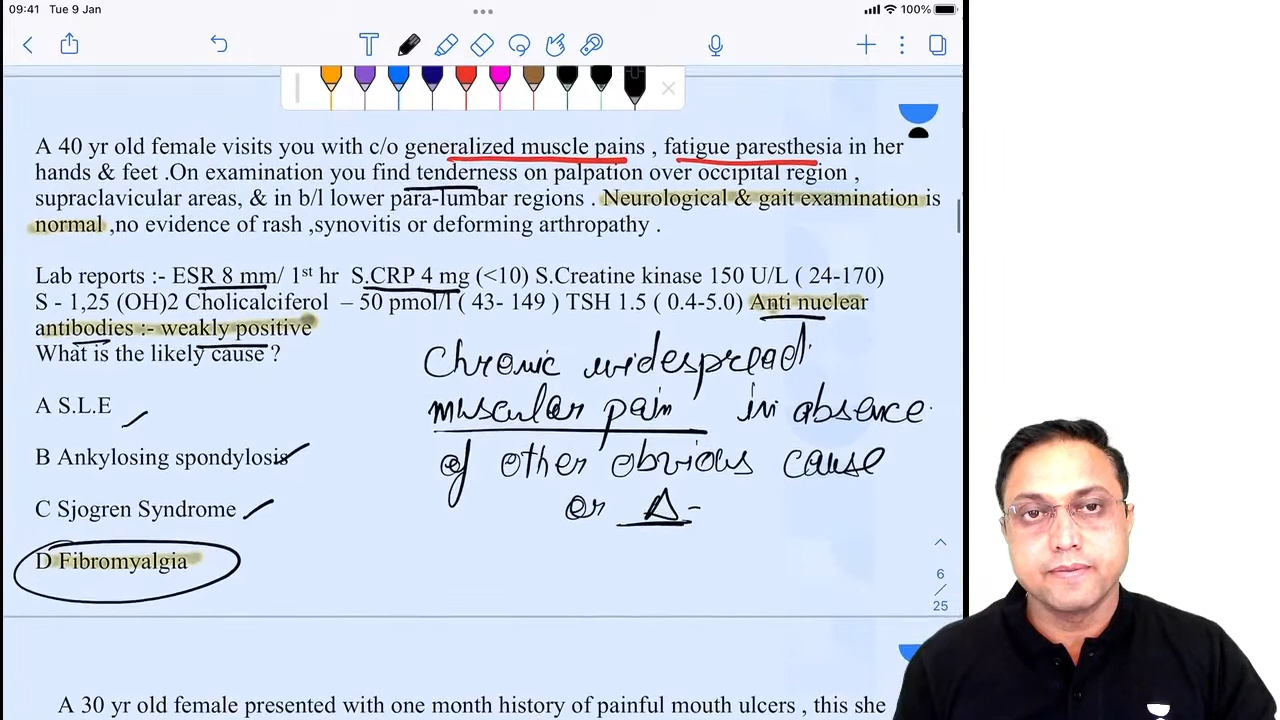 09:41 Tue 9 Jan
100%
T
A 40 yr old female visits you with c/o generalized muscle pains , fatigue paresthesia in her
hands & feet .On examination you find tenderness on palpation over occipital region ,
supraclavicular areas, & in b/l lower para-lumbar regions . Neurological & gait examination is
normal ,no evidence of rash ,synovitis or deforming arthropathy .
Lab reports :- ESR 8 mm/ 1st hr S.CRP 4 mg (<10) S.Creatine kinase 150 U/L ( 24-170)
S - 1,25 (OH)2 Cholicalciferol – 50 pmol/l ( 43- 149 ) TSH 1.5 ( 0.4-5.0) Anti nuclear
antibodies :- weakly positive
What is the likely cause ?
Chronic widespread
muscular pain in absence
of other obvious cause
or Δ-
A S.L.E
B Ankylosing spondylosis
C Sjogren Syndrome
D Fibromyalgia
6
/
25
A 30 yr old female presented with one month history of painful mouth ulcers , this she